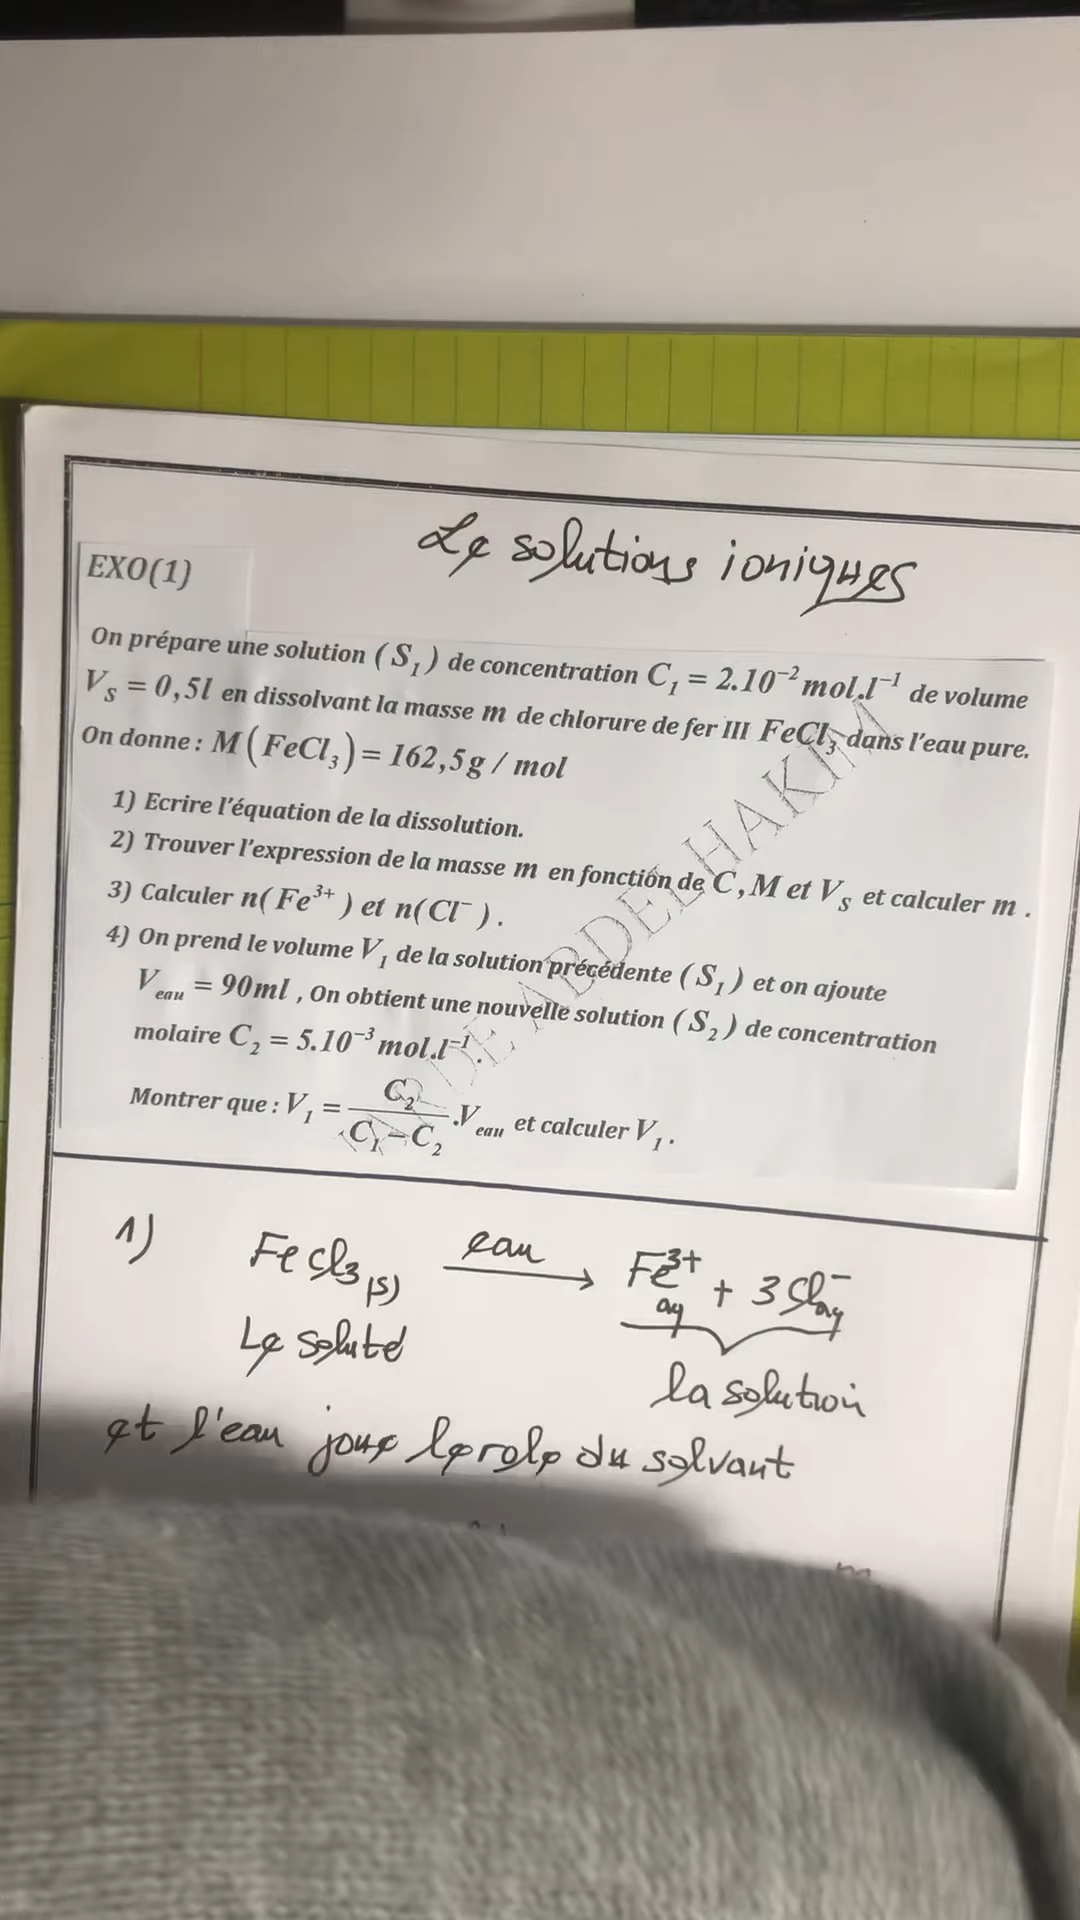 Les solutions ioniques
EXO(1)
On prépare une solution (S₁) de concentration C₁ = 2.10⁻² mol.l⁻¹ de volume
Vₛ = 0,5l en dissolvant la masse m de chlorure de fer III FeCl₃ dans l'eau pure.
On donne : M(FeCl₃) = 162,5g / mol
1) Ecrire l'équation de la dissolution.
2) Trouver l'expression de la masse m en fonction de C, M et Vₛ et calculer m .
3) Calculer n(Fe³⁺) et n(Cl⁻).
4) On prend le volume V₁ de la solution précédente (S₁) et on ajoute
Vₑₐᵤ = 90ml , On obtient une nouvelle solution (S₂) de concentration
molaire C₂ = 5.10⁻³ mol.l⁻¹.
Montrer que : V₁ = C₂ / (C₁ – C₂) .Vₑₐᵤ et calculer V₁ .
ABDELHAKIM
1) FeCl₃(s) eau → Fe³⁺aq + 3Cl⁻aq
Le soluté la solution
et l'eau joue le role du solvant